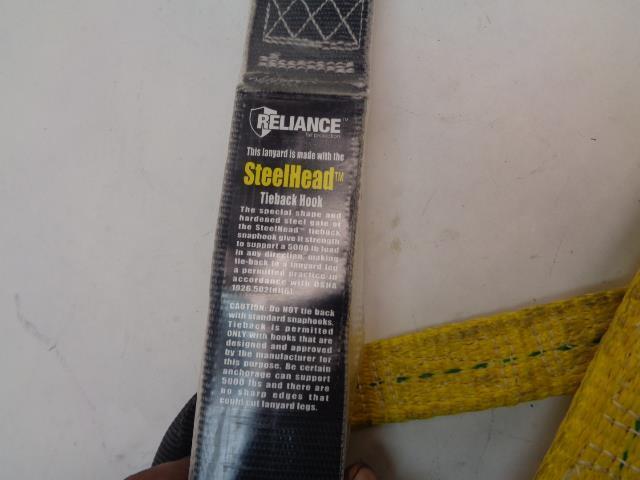 RELIANCE™
fall protection
This lanyard is made with the
SteelHead™
Tieback Hook
The special shape and
hardened steel gate of
the SteelHead™ tieback
snaphook give it strength
to support a 5000 lb load
in any direction, making
tie-back to a lanyard leg
a permitted practice in
accordance with OSHA
1926.502(d)(6).
CAUTION: Do NOT tie back
with standard snaphooks.
Tieback is permitted
ONLY with hooks that are
designed and approved
by the manufacturer for
this purpose. Be certain
anchorage can support
5000 lbs and there are
no sharp edges that
could cut lanyard legs.